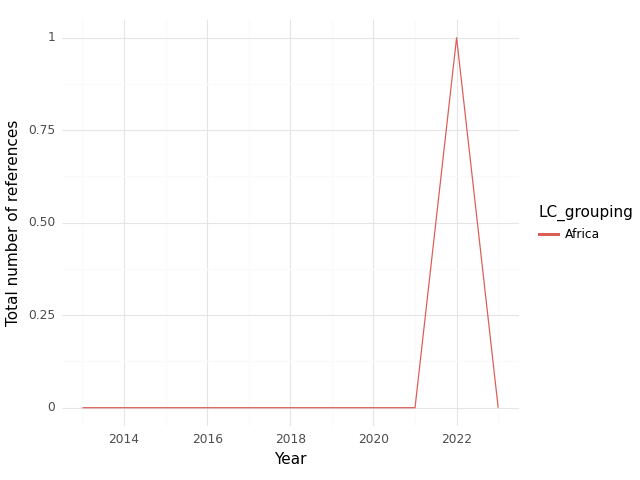 1
0.75
0.50
0.25
0
Total number of references
2014 2016 2018 2020 2022
Year
LC_grouping
Africa